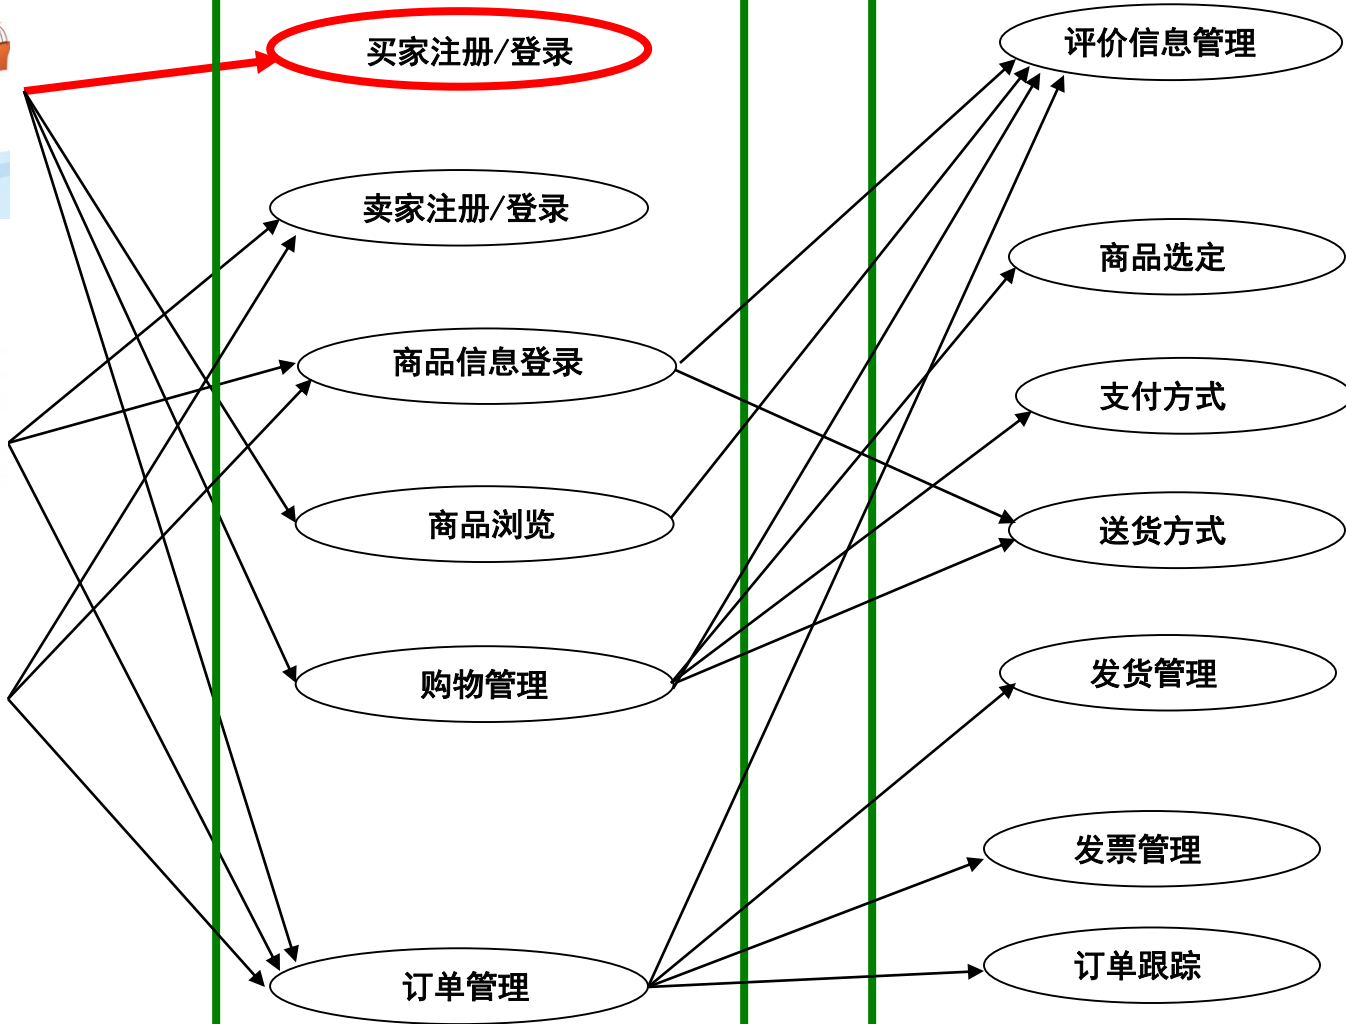 买家注册/登录
卖家注册/登录
商品信息登录
商品浏览
购物管理
订单管理
评价信息管理
商品选定
支付方式
送货方式
发货管理
发票管理
订单跟踪